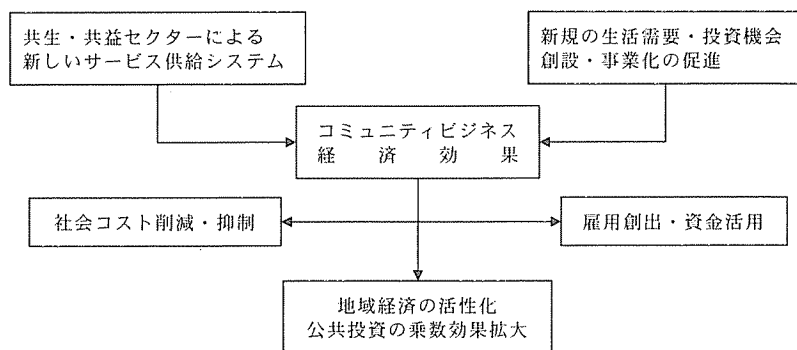 共生・共益セクターによる
新しいサービス供給システム
新規の生活需要・投資機会
創設・事業化の促進
コミュニティビジネス
経済効果
社会コスト削減・抑制
雇用創出・資金活用
地域経済の活性化
公共投資の乗数効果拡大